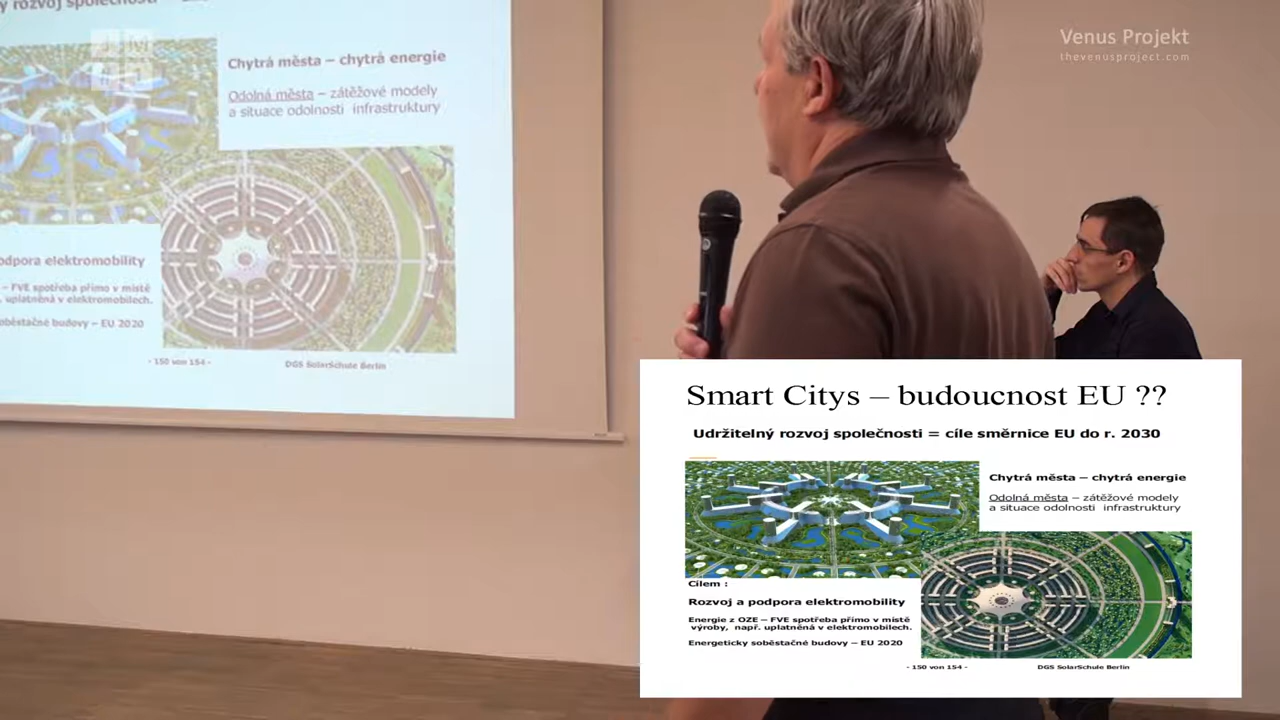 y rozvoj společnosti
Venus Projekt
thevenusproject.com
Chytrá města – chytrá energie
Odolná města – zátěžové modely
a situace odolnosti infrastruktury
odpora elektromobility
– FVE spotřeba přímo v místě
. uplatněná v elektromobilech.
oběstačné budovy – EU 2020
- 150 von 154 -
DGS SolarSchule Berlin
Smart Citys – budoucnost EU ??
Udržitelný rozvoj společnosti = cíle směrnice EU do r. 2030
Chytrá města – chytrá energie
Odolná města – zátěžové modely
a situace odolnosti infrastruktury
Cílem :
Rozvoj a podpora elektromobility
Energie z OZE – FVE spotřeba přímo v místě
výroby, např. uplatněná v elektromobilech.
Energeticky soběstačné budovy – EU 2020
- 150 von 154 -
DGS SolarSchule Berlin